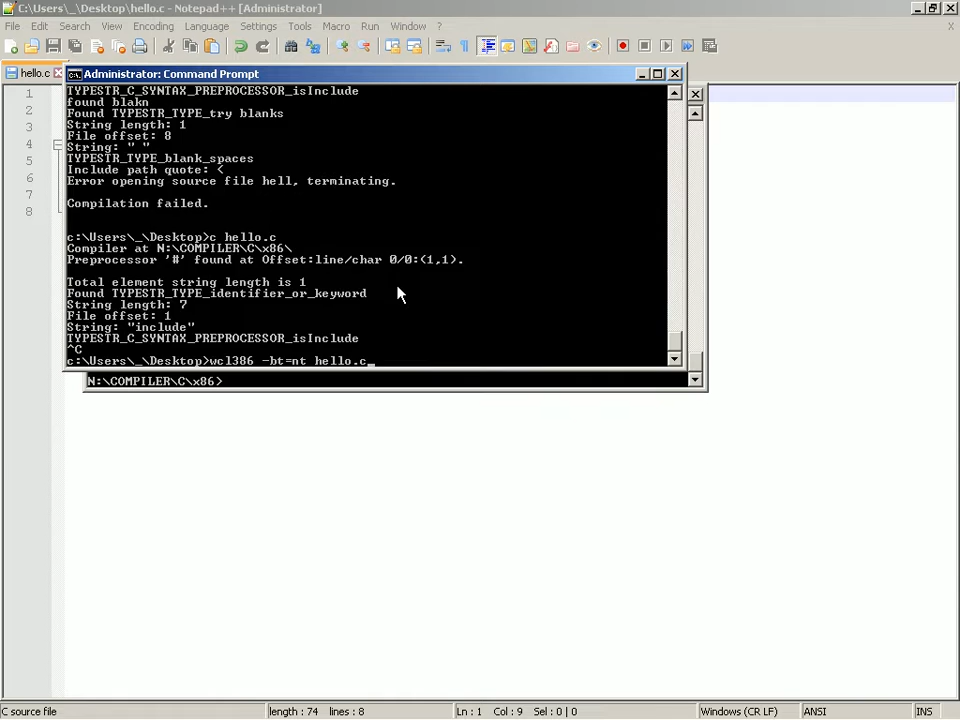 C:\Users\_\Desktop\hello.c - Notepad++ [Administrator]
File Edit Search View Encoding Language Settings Tools Macro Run Window ? X
hello.c
Administrator: Command Prompt
1
2
3
4
5
6
7
8
TYPESTR_C_SYNTAX_PREPROCESSOR_isInclude
found blakn
Found TYPESTR_TYPE_try blanks
String length: 1
File offset: 8
String: " "
TYPESTR_TYPE_blank_spaces
Include path quote: <
Error opening source file hell, terminating.
Compilation failed.
c:\Users\_\Desktop>c hello.c
Compiler at N:\COMPILER\C\x86\
Preprocessor '#' found at Offset:line/char 0/0:(1,1).
Total element string length is 1
Found TYPESTR_TYPE_identifier_or_keyword
String length: 7
File offset: 1
String: "include"
TYPESTR_C_SYNTAX_PREPROCESSOR_isInclude
^C
c:\Users\_\Desktop>wcl386 -bt=nt hello.c_
N:\COMPILER\C\x86>
C source file length : 74 lines : 8 Ln : 1 Col : 9 Sel : 0 | 0 Windows (CR LF) ANSI INS